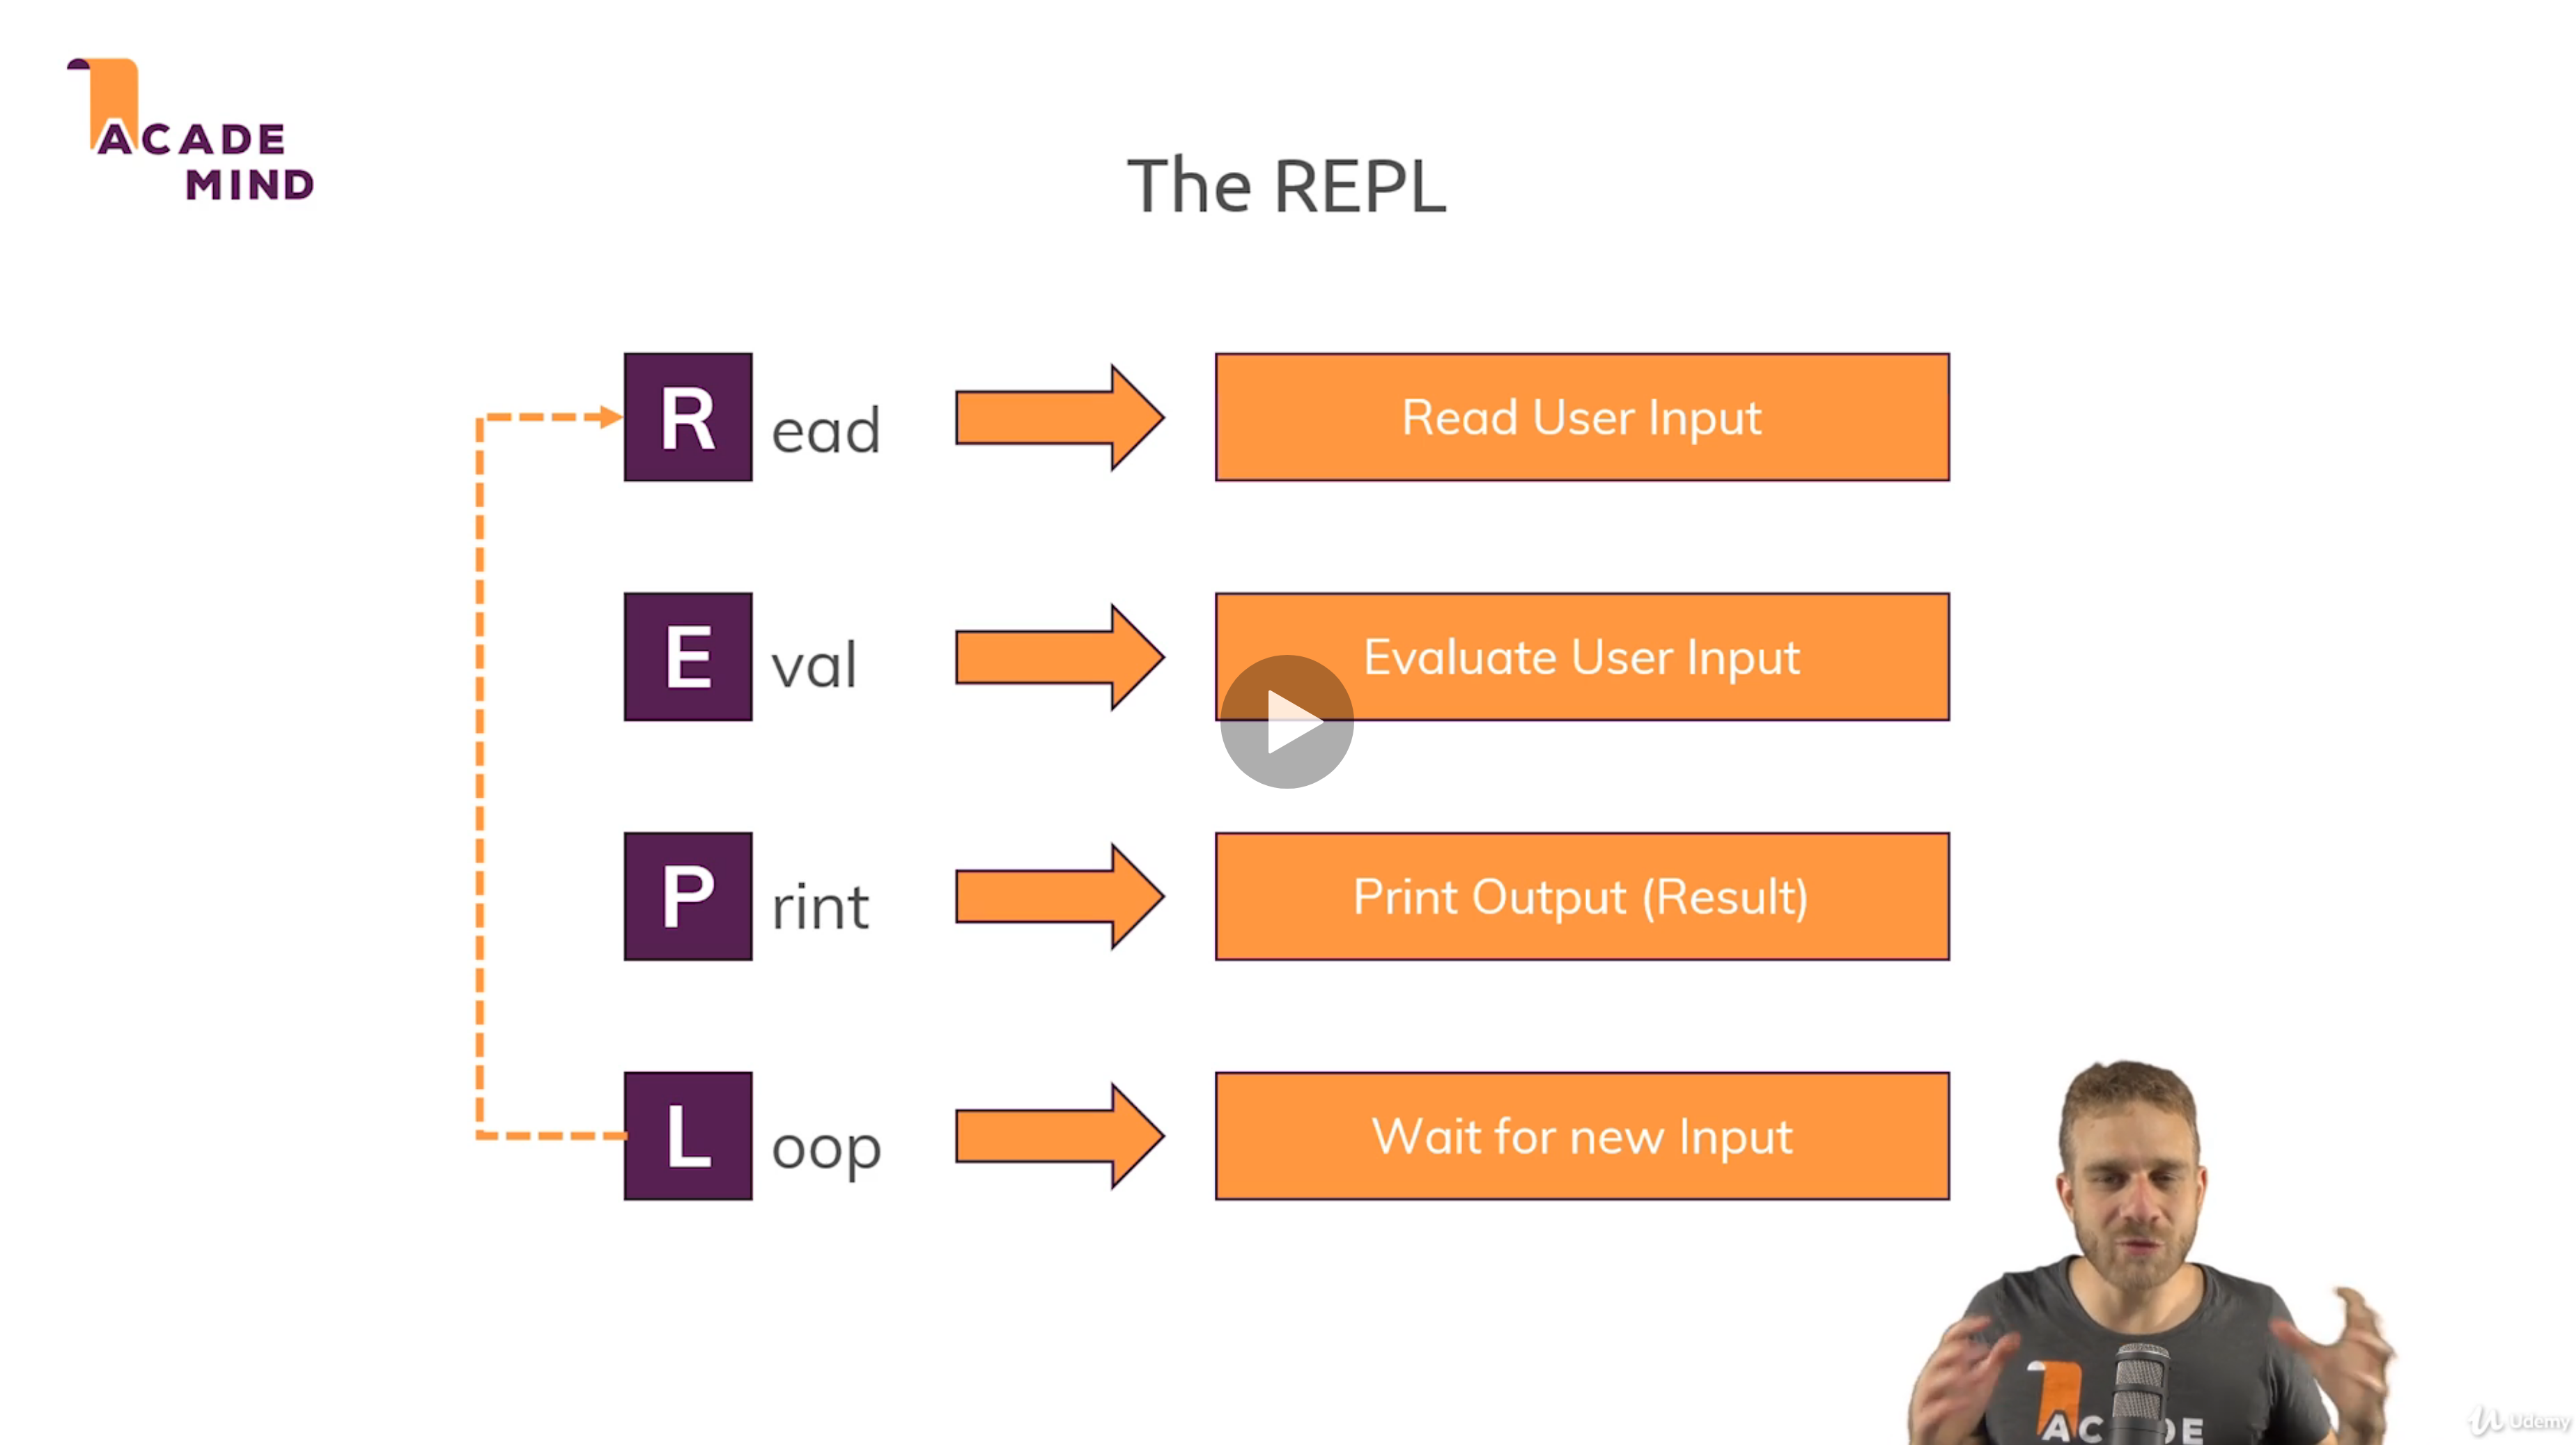 ACADE
MIND
The REPL
R ead
Read User Input
E val
Evaluate User Input
P rint
Print Output (Result)
L oop
Wait for new Input
AC DE
Udemy